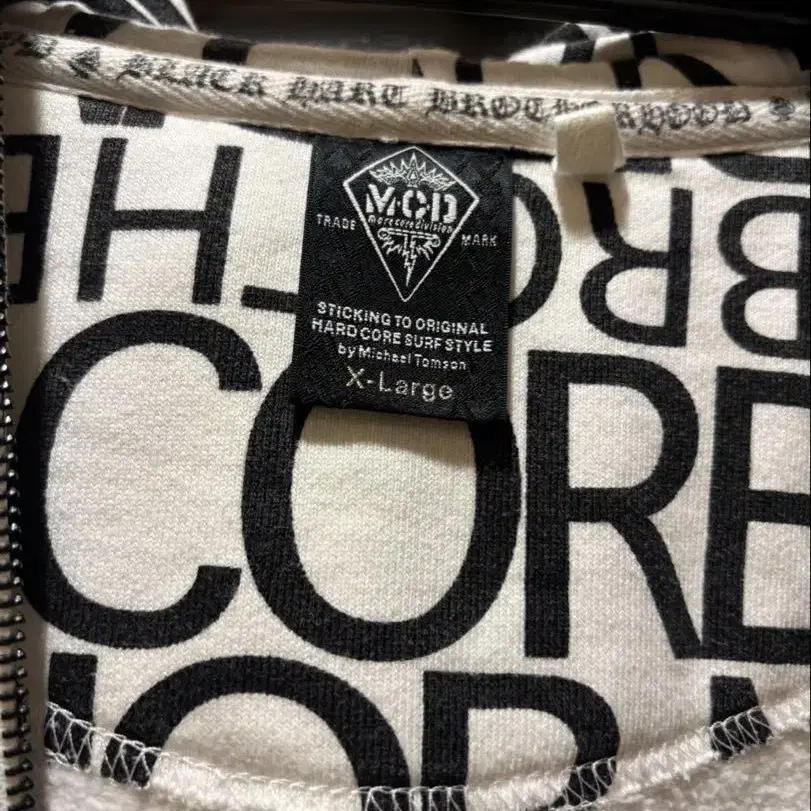 BLACK HART BROTHERHOOD
M.C.D
morecoredivision
TRADE MARK
STICKING TO ORIGINAL
HARD CORE SURF STYLE
by Michael Tomson
X-Large
CORE